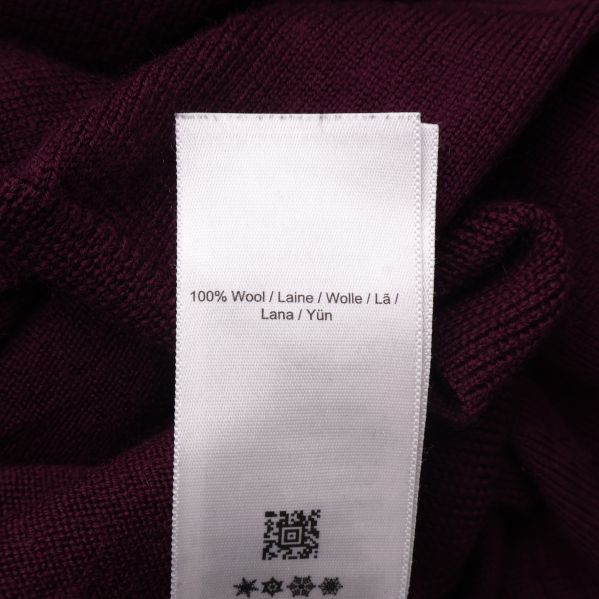 100% Wool / Laine / Wolle / Lã /
Lana / Yün